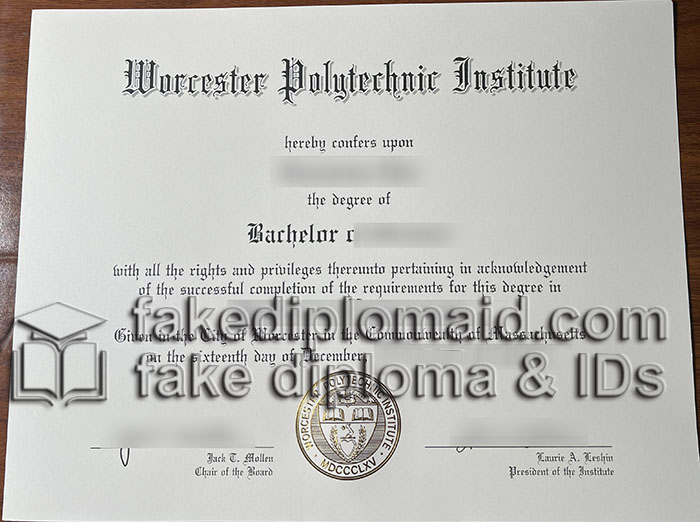 Worcester Polytechnic Institute
hereby confers upon
the degree of
Bachelor
with all the rights and privileges thereunto pertaining in acknowledgement
of the successful completion of the requirements for this degree in
fakediplomaid.com
Given in the City of Worcester in the Commonwealth of Massachusetts
on the sixteenth day of December,
fake diploma & IDs
WORCESTER POLYTECHNIC INSTITUTE
MDCCCLXV
Jack T. Mollen
Chair of the Board
Laurie A. Leshin
President of the Institute